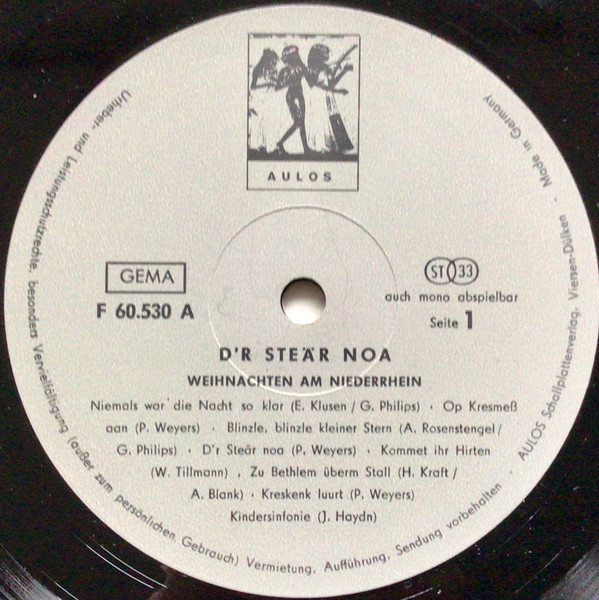 AULOS
GEMA
F 60.530 A
ST 33
auch mono abspielbar
Seite 1
D'R STEÄR NOA
WEIHNACHTEN AM NIEDERRHEIN
Niemals war die Nacht so klar (E. Klusen / G. Philips) · Op Kresmeß
aan (P. Weyers) · Blinzle, blinzle kleiner Stern (A. Rosenstengel /
G. Philips) · D'r Steär noa (P. Weyers) · Kommet ihr Hirten
(W. Tillmann) . Zu Bethlem überm Stall (H. Kraft /
A. Blank) · Kreskenk luurt (P. Weyers)
Kindersinfonie (J. Haydn)
Urheber- und Leistungsschutzrechte, besonders Vervielfältigung (außer zum persönlichen Gebrauch) Vermietung, Aufführung, Sendung vorbehalten · AULOS Schallplattenverlag, Viersen-Dülken · Made in Germany